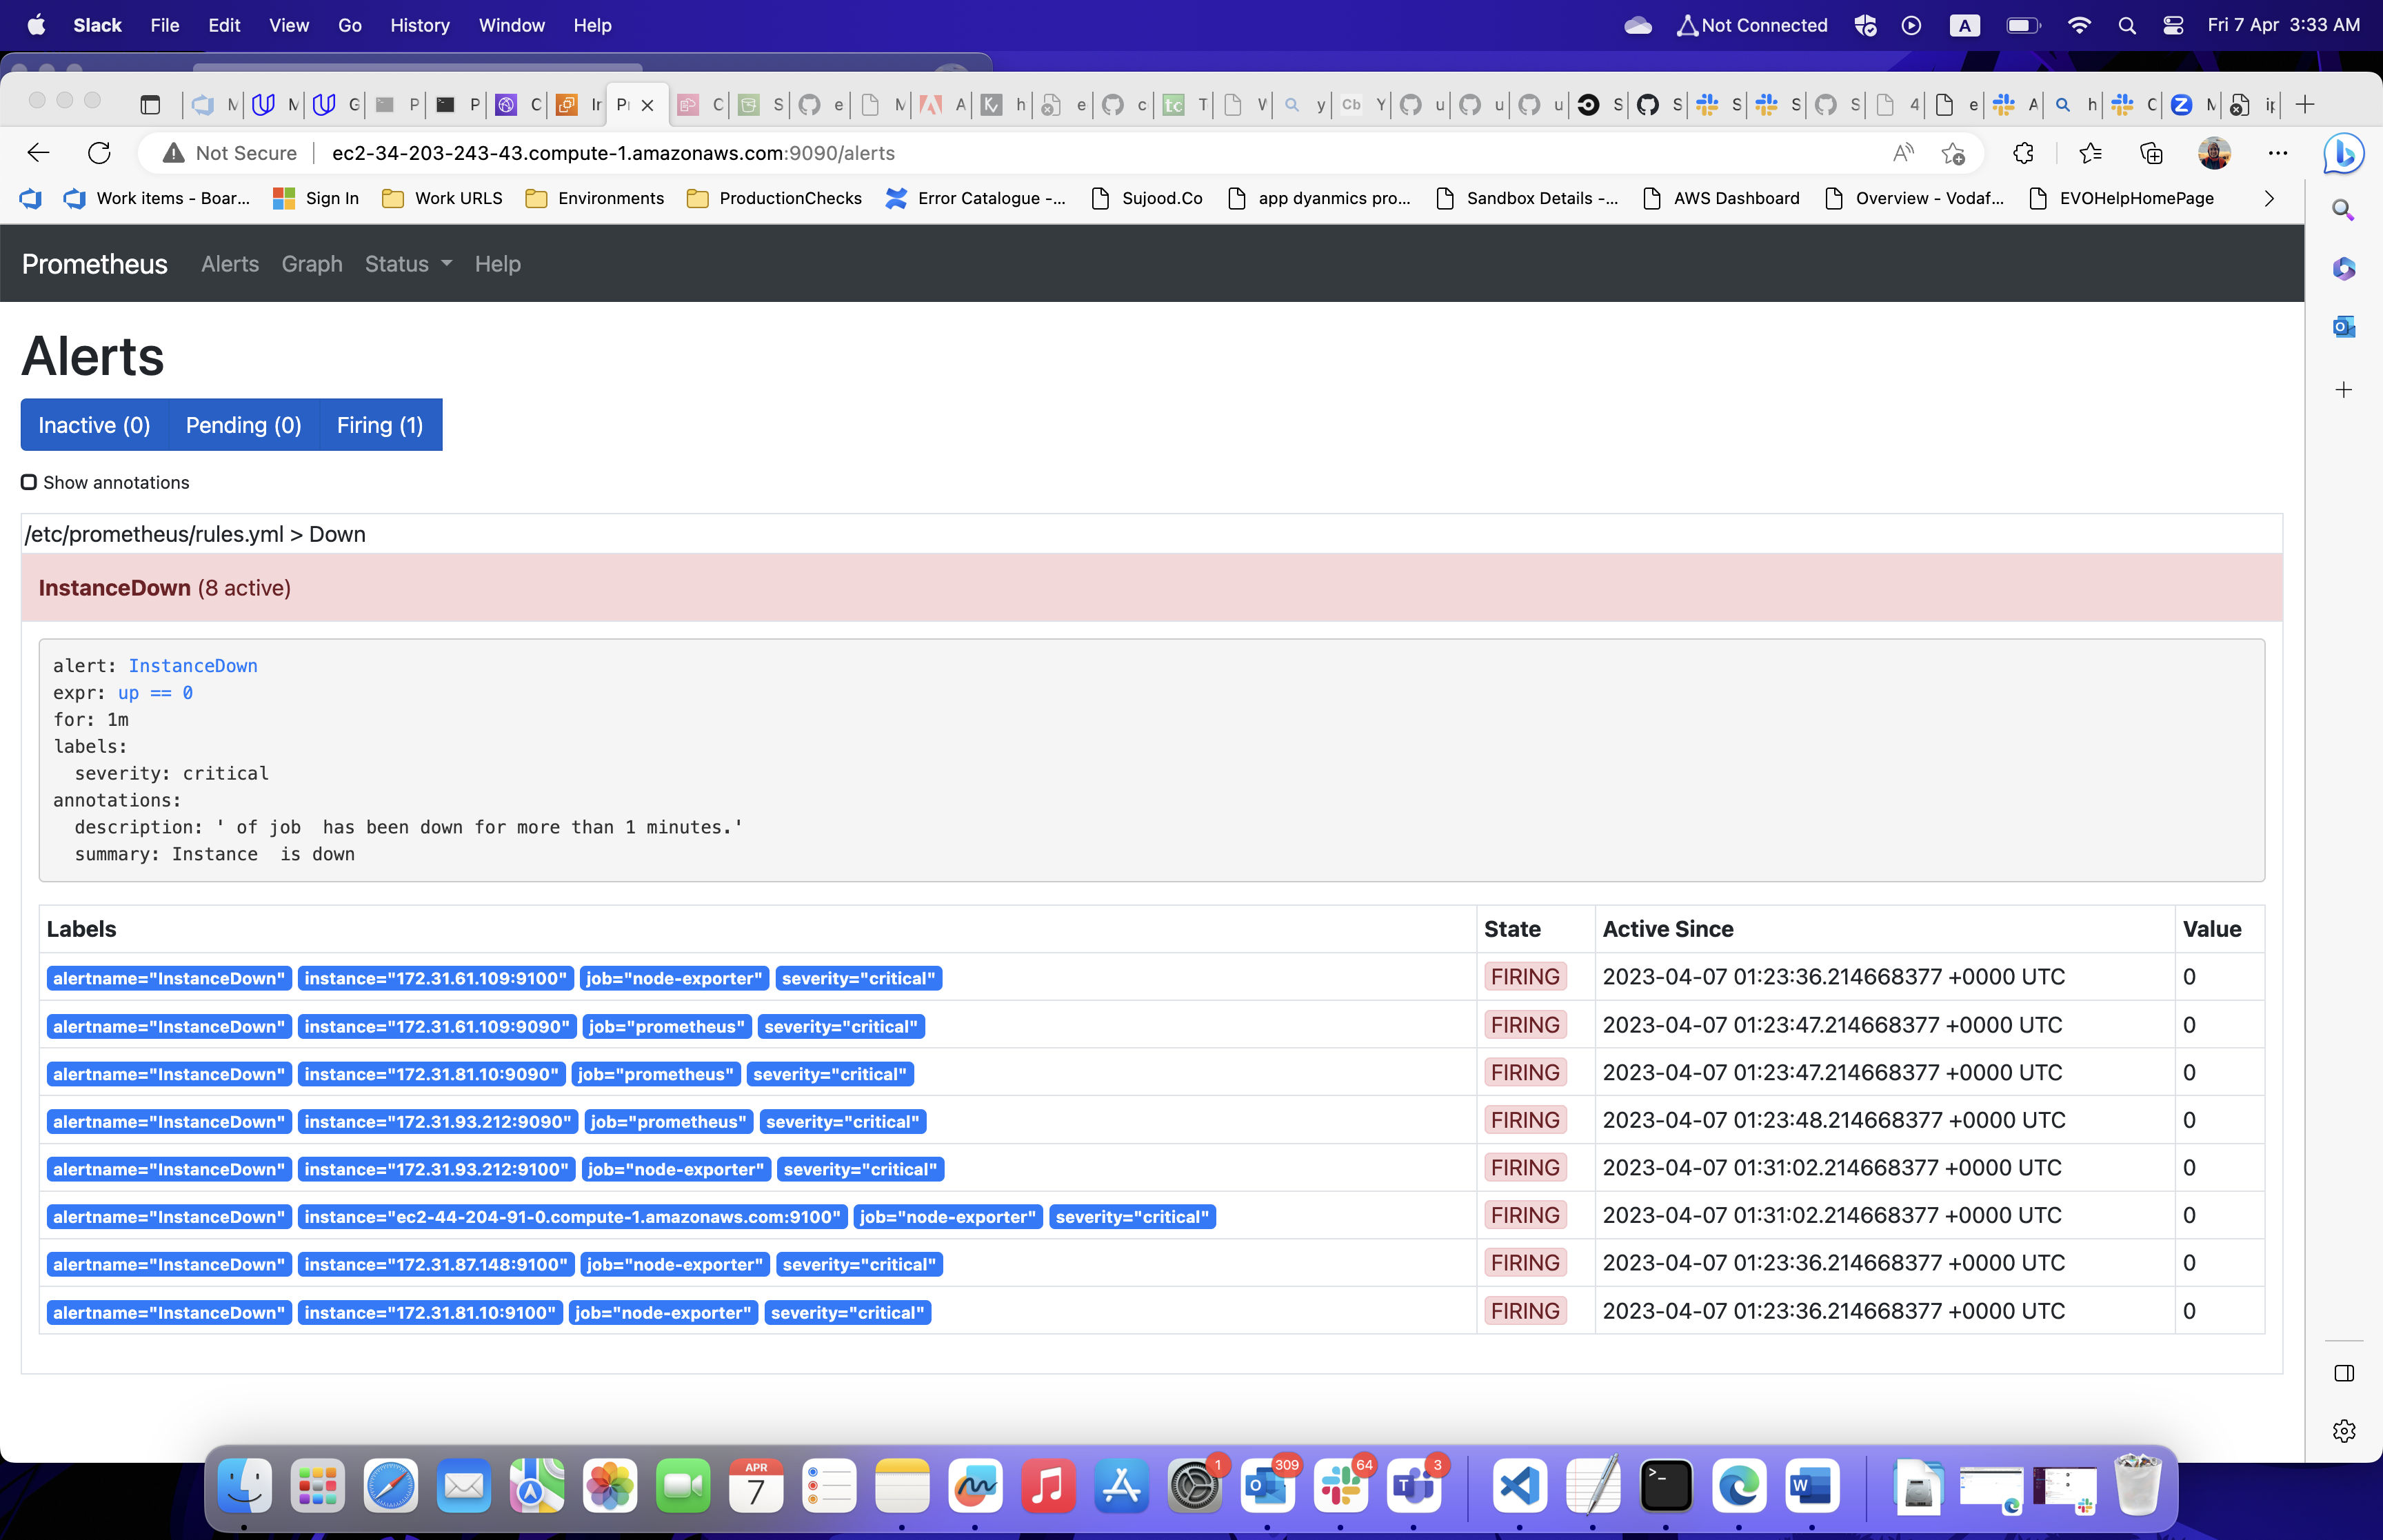 Slack File Edit View Go History Window Help Not Connected A Fri 7 Apr 3:33 AM
M M G P P C In Pr C S e M A Kv h e c tc T V y Cb Y u u u S S S S S 4 e A h C Z M ip
Not Secure ec2-34-203-243-43.compute-1.amazonaws.com:9090/alerts
Work items - Boar... Sign In Work URLS Environments ProductionChecks Error Catalogue -... Sujood.Co app dyanmics pro... Sandbox Details -... AWS Dashboard Overview - Vodaf... EVOHelpHomePage
Prometheus Alerts Graph Status Help
Alerts
Inactive (0) Pending (0) Firing (1)
Show annotations
/etc/prometheus/rules.yml > Down
InstanceDown (8 active)
alert: InstanceDown
expr: up == 0
for: 1m
labels:
severity: critical
annotations:
description: ' of job  has been down for more than 1 minutes.'
summary: Instance  is down
Labels State Active Since Value
alertname="InstanceDown" instance="172.31.61.109:9100" job="node-exporter" severity="critical" FIRING 2023-04-07 01:23:36.214668377 +0000 UTC 0
alertname="InstanceDown" instance="172.31.61.109:9090" job="prometheus" severity="critical" FIRING 2023-04-07 01:23:47.214668377 +0000 UTC 0
alertname="InstanceDown" instance="172.31.81.10:9090" job="prometheus" severity="critical" FIRING 2023-04-07 01:23:47.214668377 +0000 UTC 0
alertname="InstanceDown" instance="172.31.93.212:9090" job="prometheus" severity="critical" FIRING 2023-04-07 01:23:48.214668377 +0000 UTC 0
alertname="InstanceDown" instance="172.31.93.212:9100" job="node-exporter" severity="critical" FIRING 2023-04-07 01:31:02.214668377 +0000 UTC 0
alertname="InstanceDown" instance="ec2-44-204-91-0.compute-1.amazonaws.com:9100" job="node-exporter" severity="critical" FIRING 2023-04-07 01:31:02.214668377 +0000 UTC 0
alertname="InstanceDown" instance="172.31.87.148:9100" job="node-exporter" severity="critical" FIRING 2023-04-07 01:23:36.214668377 +0000 UTC 0
alertname="InstanceDown" instance="172.31.81.10:9100" job="node-exporter" severity="critical" FIRING 2023-04-07 01:23:36.214668377 +0000 UTC 0
APR 1 309 64 3
7 O T W